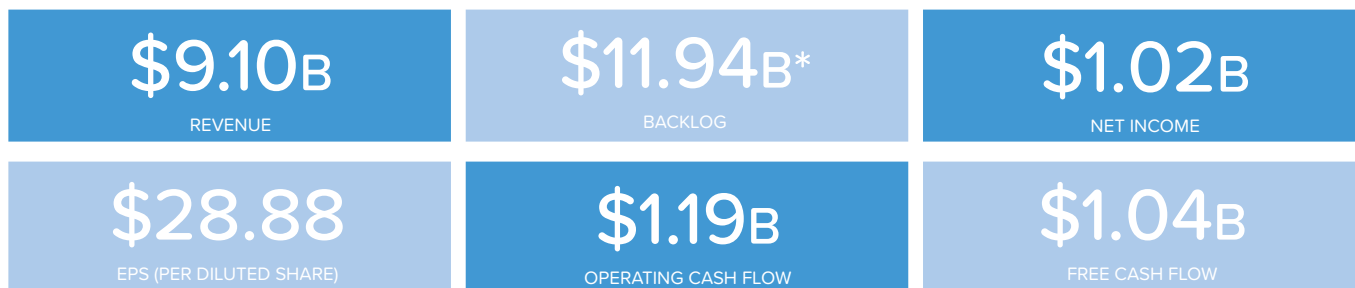 $9.10B
REVENUE
$11.94B*
BACKLOG
$1.02B
NET INCOME
$28.88
EPS (PER DILUTED SHARE)
$1.19B
OPERATING CASH FLOW
$1.04B
FREE CASH FLOW